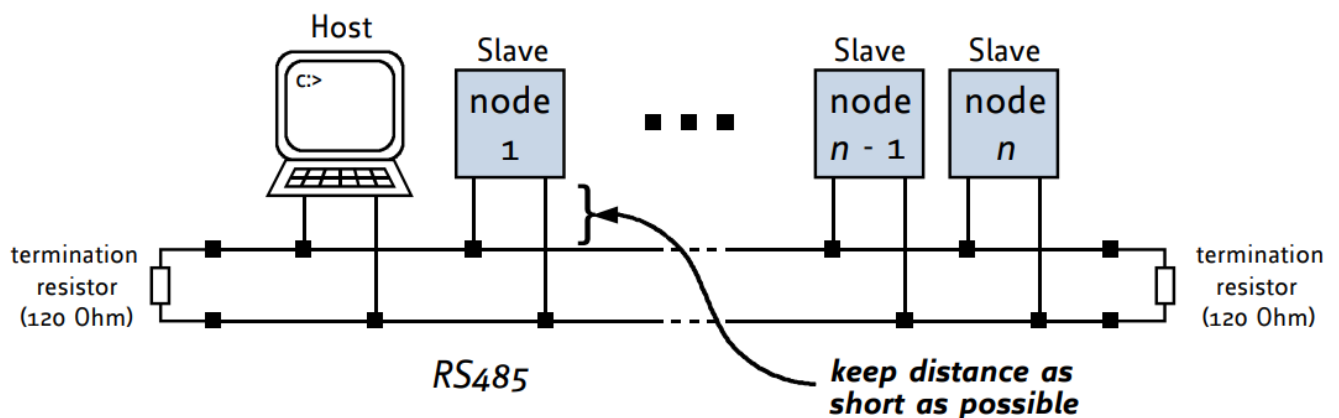 Host
c:>
Slave
node
1
Slave
node
n - 1
Slave
node
n
termination
resistor
(120 Ohm)
termination
resistor
(120 Ohm)
RS485
keep distance as
short as possible